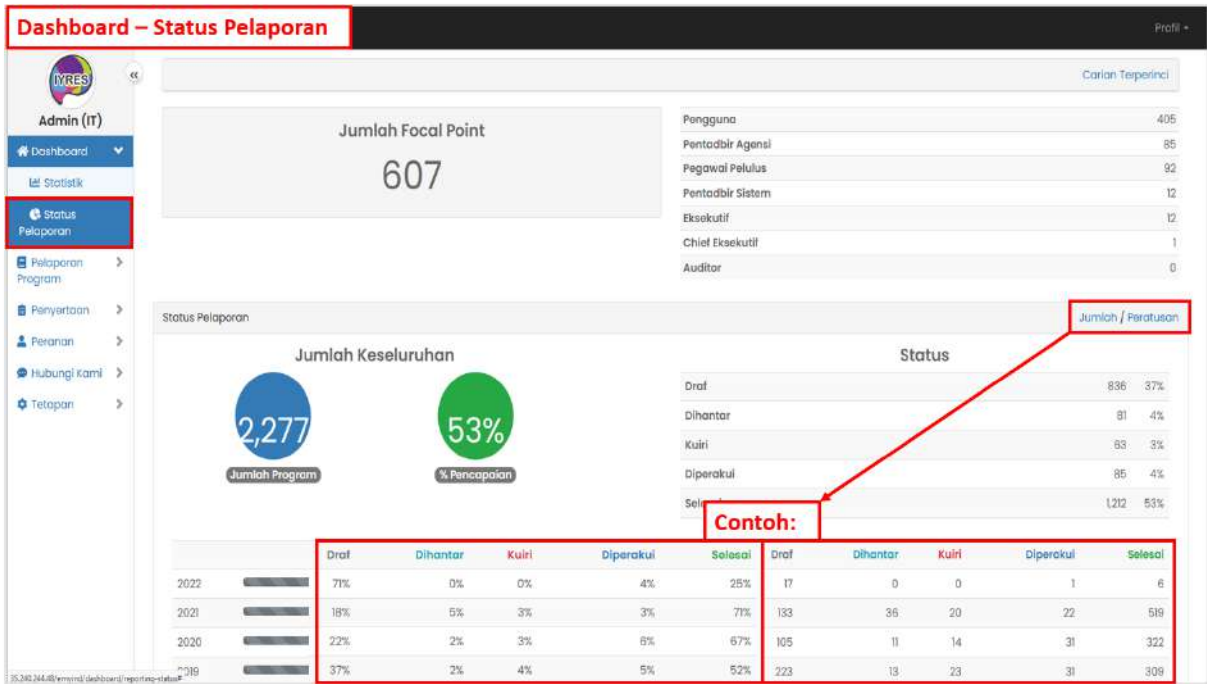 Dashboard – Status Pelaporan
Profil
IYRES
Admin (IT)
Dashboard
Statistik
Status
Pelaporan
Pelaporan
Program
Penyertaan
Peranan
Hubungi Kami
Tetapan
Carian Terperinci
Jumlah Focal Point
607
Pengguna 405
Pentadbir Agensi 85
Pegawai Pelulus 92
Pentadbir Sistem 12
Eksekutif 12
Chief Eksekutif 1
Auditor 0
Status Pelaporan
Jumlah / Peratusan
Jumlah Keseluruhan
2,277
Jumlah Program
53%
% Pencapaian
Status
Draf 836 37%
Dihantar 81 4%
Kuiri 63 3%
Diperakui 85 4%
1,212 53%
Contoh:
Draf Dihantar Kuiri Diperakui Selesai Draf Dihantar Kuiri Diperakui Selesai
2022 71% 0% 0% 4% 25% 17 0 0 1 6
2021 18% 5% 3% 3% 71% 133 36 20 22 519
2020 22% 2% 3% 6% 67% 105 11 14 31 322
2019 37% 2% 4% 5% 52% 223 13 23 31 309